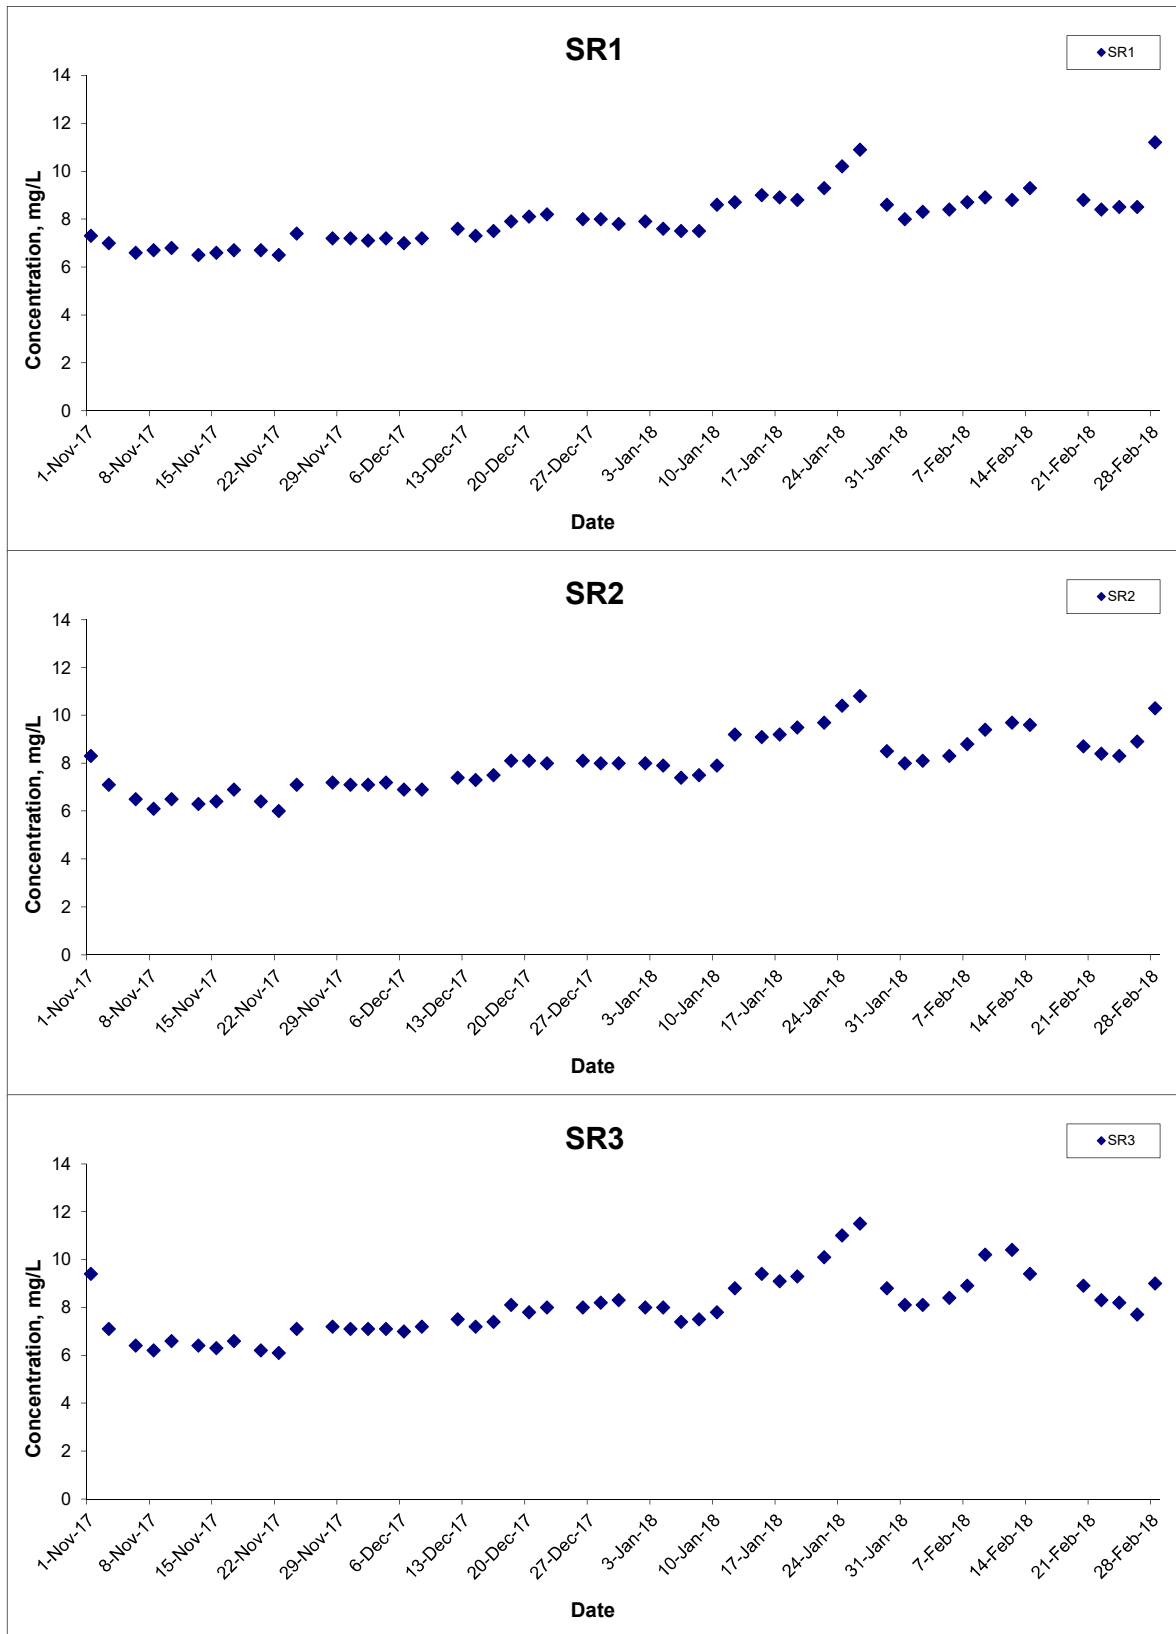 SR1
SR1
14
12
10
8
6
4
2
0
Concentration, mg/L
1-Nov-17
8-Nov-17
15-Nov-17
22-Nov-17
29-Nov-17
6-Dec-17
13-Dec-17
20-Dec-17
27-Dec-17
3-Jan-18
10-Jan-18
17-Jan-18
24-Jan-18
31-Jan-18
7-Feb-18
14-Feb-18
21-Feb-18
28-Feb-18
Date
SR2
SR2
14
12
10
8
6
4
2
0
Concentration, mg/L
1-Nov-17
8-Nov-17
15-Nov-17
22-Nov-17
29-Nov-17
6-Dec-17
13-Dec-17
20-Dec-17
27-Dec-17
3-Jan-18
10-Jan-18
17-Jan-18
24-Jan-18
31-Jan-18
7-Feb-18
14-Feb-18
21-Feb-18
28-Feb-18
Date
SR3
SR3
14
12
10
8
6
4
2
0
Concentration, mg/L
1-Nov-17
8-Nov-17
15-Nov-17
22-Nov-17
29-Nov-17
6-Dec-17
13-Dec-17
20-Dec-17
27-Dec-17
3-Jan-18
10-Jan-18
17-Jan-18
24-Jan-18
31-Jan-18
7-Feb-18
14-Feb-18
21-Feb-18
28-Feb-18
Date